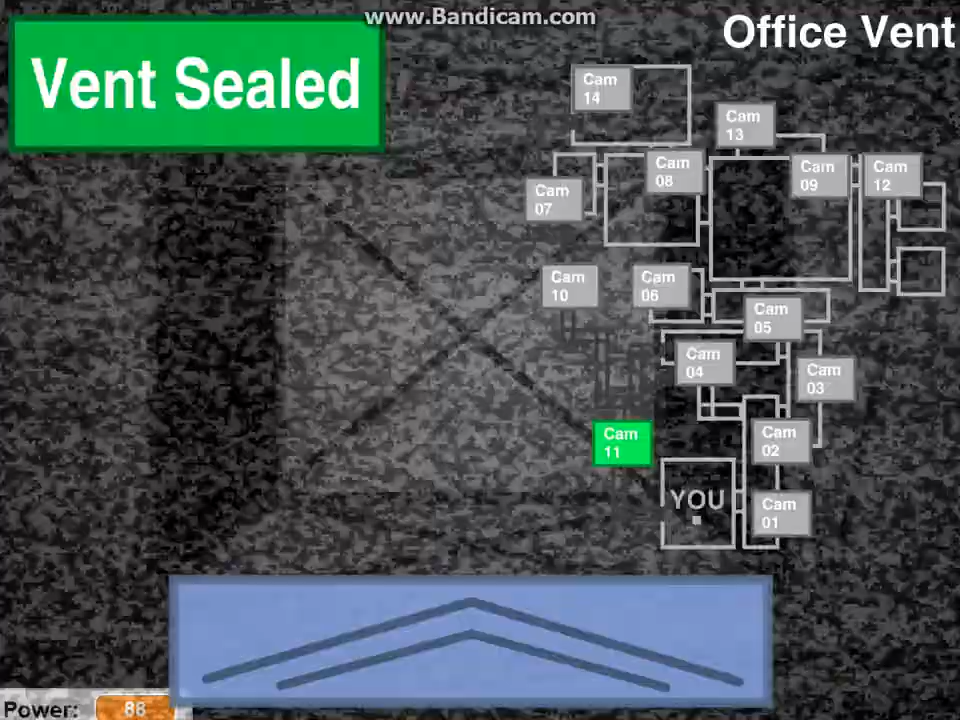 www.Bandicam.com
Office Vent
Vent Sealed
Cam
14
Cam
13
Cam
08
Cam
09
Cam
12
Cam
07
Cam
10
Cam
06
Cam
05
Cam
04
Cam
03
Cam
11
Cam
02
YOU
Cam
01
Power: 88